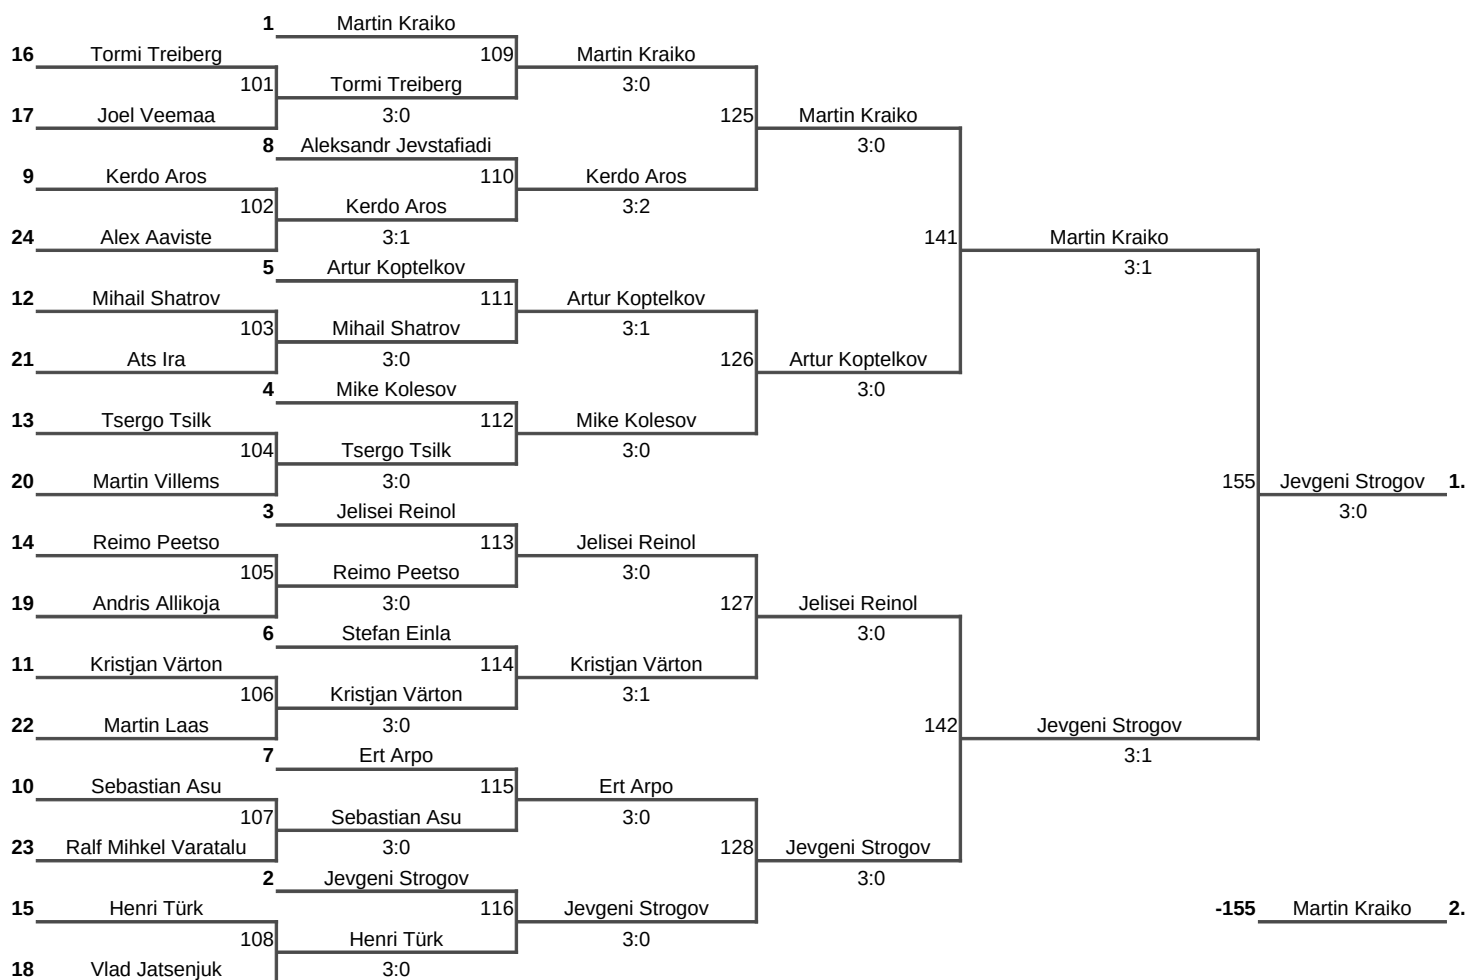 1 Martin Kraiko
16 Tormi Treiberg 109 Martin Kraiko
101 Tormi Treiberg 3:0
17 Joel Veemaa 3:0 125 Martin Kraiko
8 Aleksandr Jevstafiadi 3:0
9 Kerdo Aros 110 Kerdo Aros
102 Kerdo Aros 3:2
24 Alex Aaviste 3:1 141 Martin Kraiko
5 Artur Koptelkov 3:1
12 Mihail Shatrov 111 Artur Koptelkov
103 Mihail Shatrov 3:1
21 Ats Ira 3:0 126 Artur Koptelkov
4 Mike Kolesov 3:0
13 Tsergo Tsilk 112 Mike Kolesov
104 Tsergo Tsilk 3:0
20 Martin Villems 3:0 155 Jevgeni Strogov 1.
3 Jelisei Reinol 3:0
14 Reimo Peetso 113 Jelisei Reinol
105 Reimo Peetso 3:0
19 Andris Allikoja 3:0 127 Jelisei Reinol
6 Stefan Einla 3:0
11 Kristjan Värton 114 Kristjan Värton
106 Kristjan Värton 3:1
22 Martin Laas 3:0 142 Jevgeni Strogov
7 Ert Arpo 3:1
10 Sebastian Asu 115 Ert Arpo
107 Sebastian Asu 3:0
23 Ralf Mihkel Varatalu 3:0 128 Jevgeni Strogov
2 Jevgeni Strogov 3:0
15 Henri Türk 116 Jevgeni Strogov -155 Martin Kraiko 2.
108 Henri Türk 3:0
18 Vlad Jatsenjuk 3:0